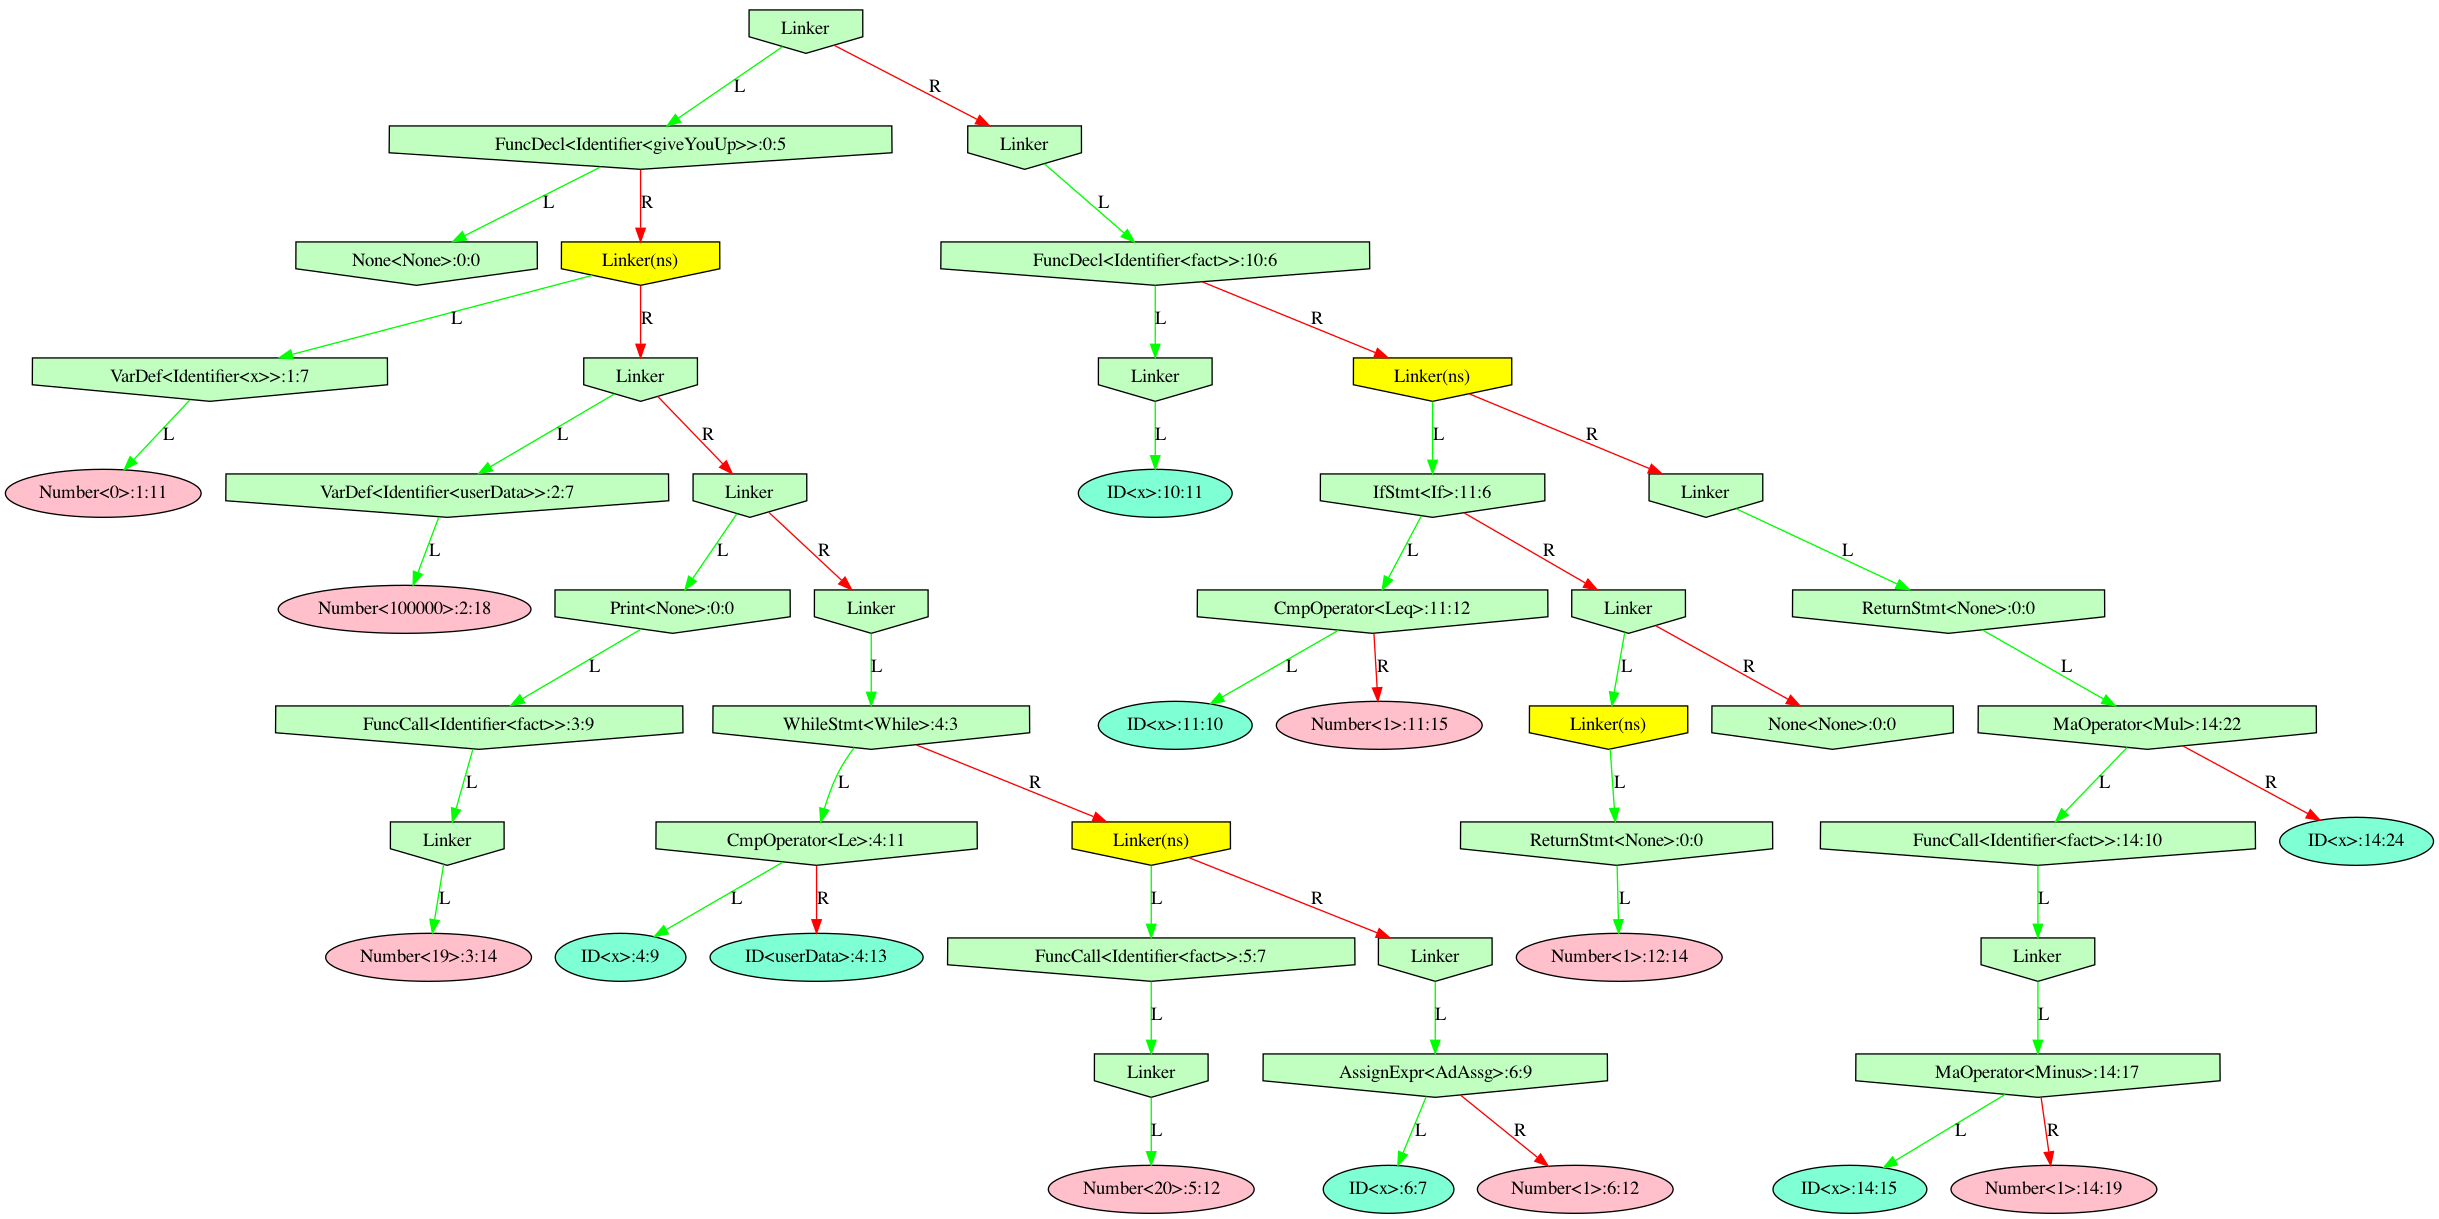 Linker
L
R
FuncDecl<Identifier<giveYouUp>>:0:5
Linker
L
R
L
None<None>:0:0
Linker(ns)
FuncDecl<Identifier<fact>>:10:6
L
R
L
R
VarDef<Identifier<x>>:1:7
Linker
Linker
Linker(ns)
L
L
R
L
L
R
Number<0>:1:11
VarDef<Identifier<userData>>:2:7
Linker
ID<x>:10:11
IfStmt<If>:11:6
Linker
L
L
R
L
R
L
Number<100000>:2:18
Print<None>:0:0
Linker
CmpOperator<Leq>:11:12
Linker
ReturnStmt<None>:0:0
L
L
L
R
L
R
L
FuncCall<Identifier<fact>>:3:9
WhileStmt<While>:4:3
ID<x>:11:10
Number<1>:11:15
Linker(ns)
None<None>:0:0
MaOperator<Mul>:14:22
L
L
R
L
L
R
Linker
CmpOperator<Le>:4:11
Linker(ns)
ReturnStmt<None>:0:0
FuncCall<Identifier<fact>>:14:10
ID<x>:14:24
L
L
R
L
R
L
L
Number<19>:3:14
ID<x>:4:9
ID<userData>:4:13
FuncCall<Identifier<fact>>:5:7
Linker
Number<1>:12:14
Linker
L
L
L
Linker
AssignExpr<AdAssg>:6:9
MaOperator<Minus>:14:17
L
L
R
L
R
Number<20>:5:12
ID<x>:6:7
Number<1>:6:12
ID<x>:14:15
Number<1>:14:19